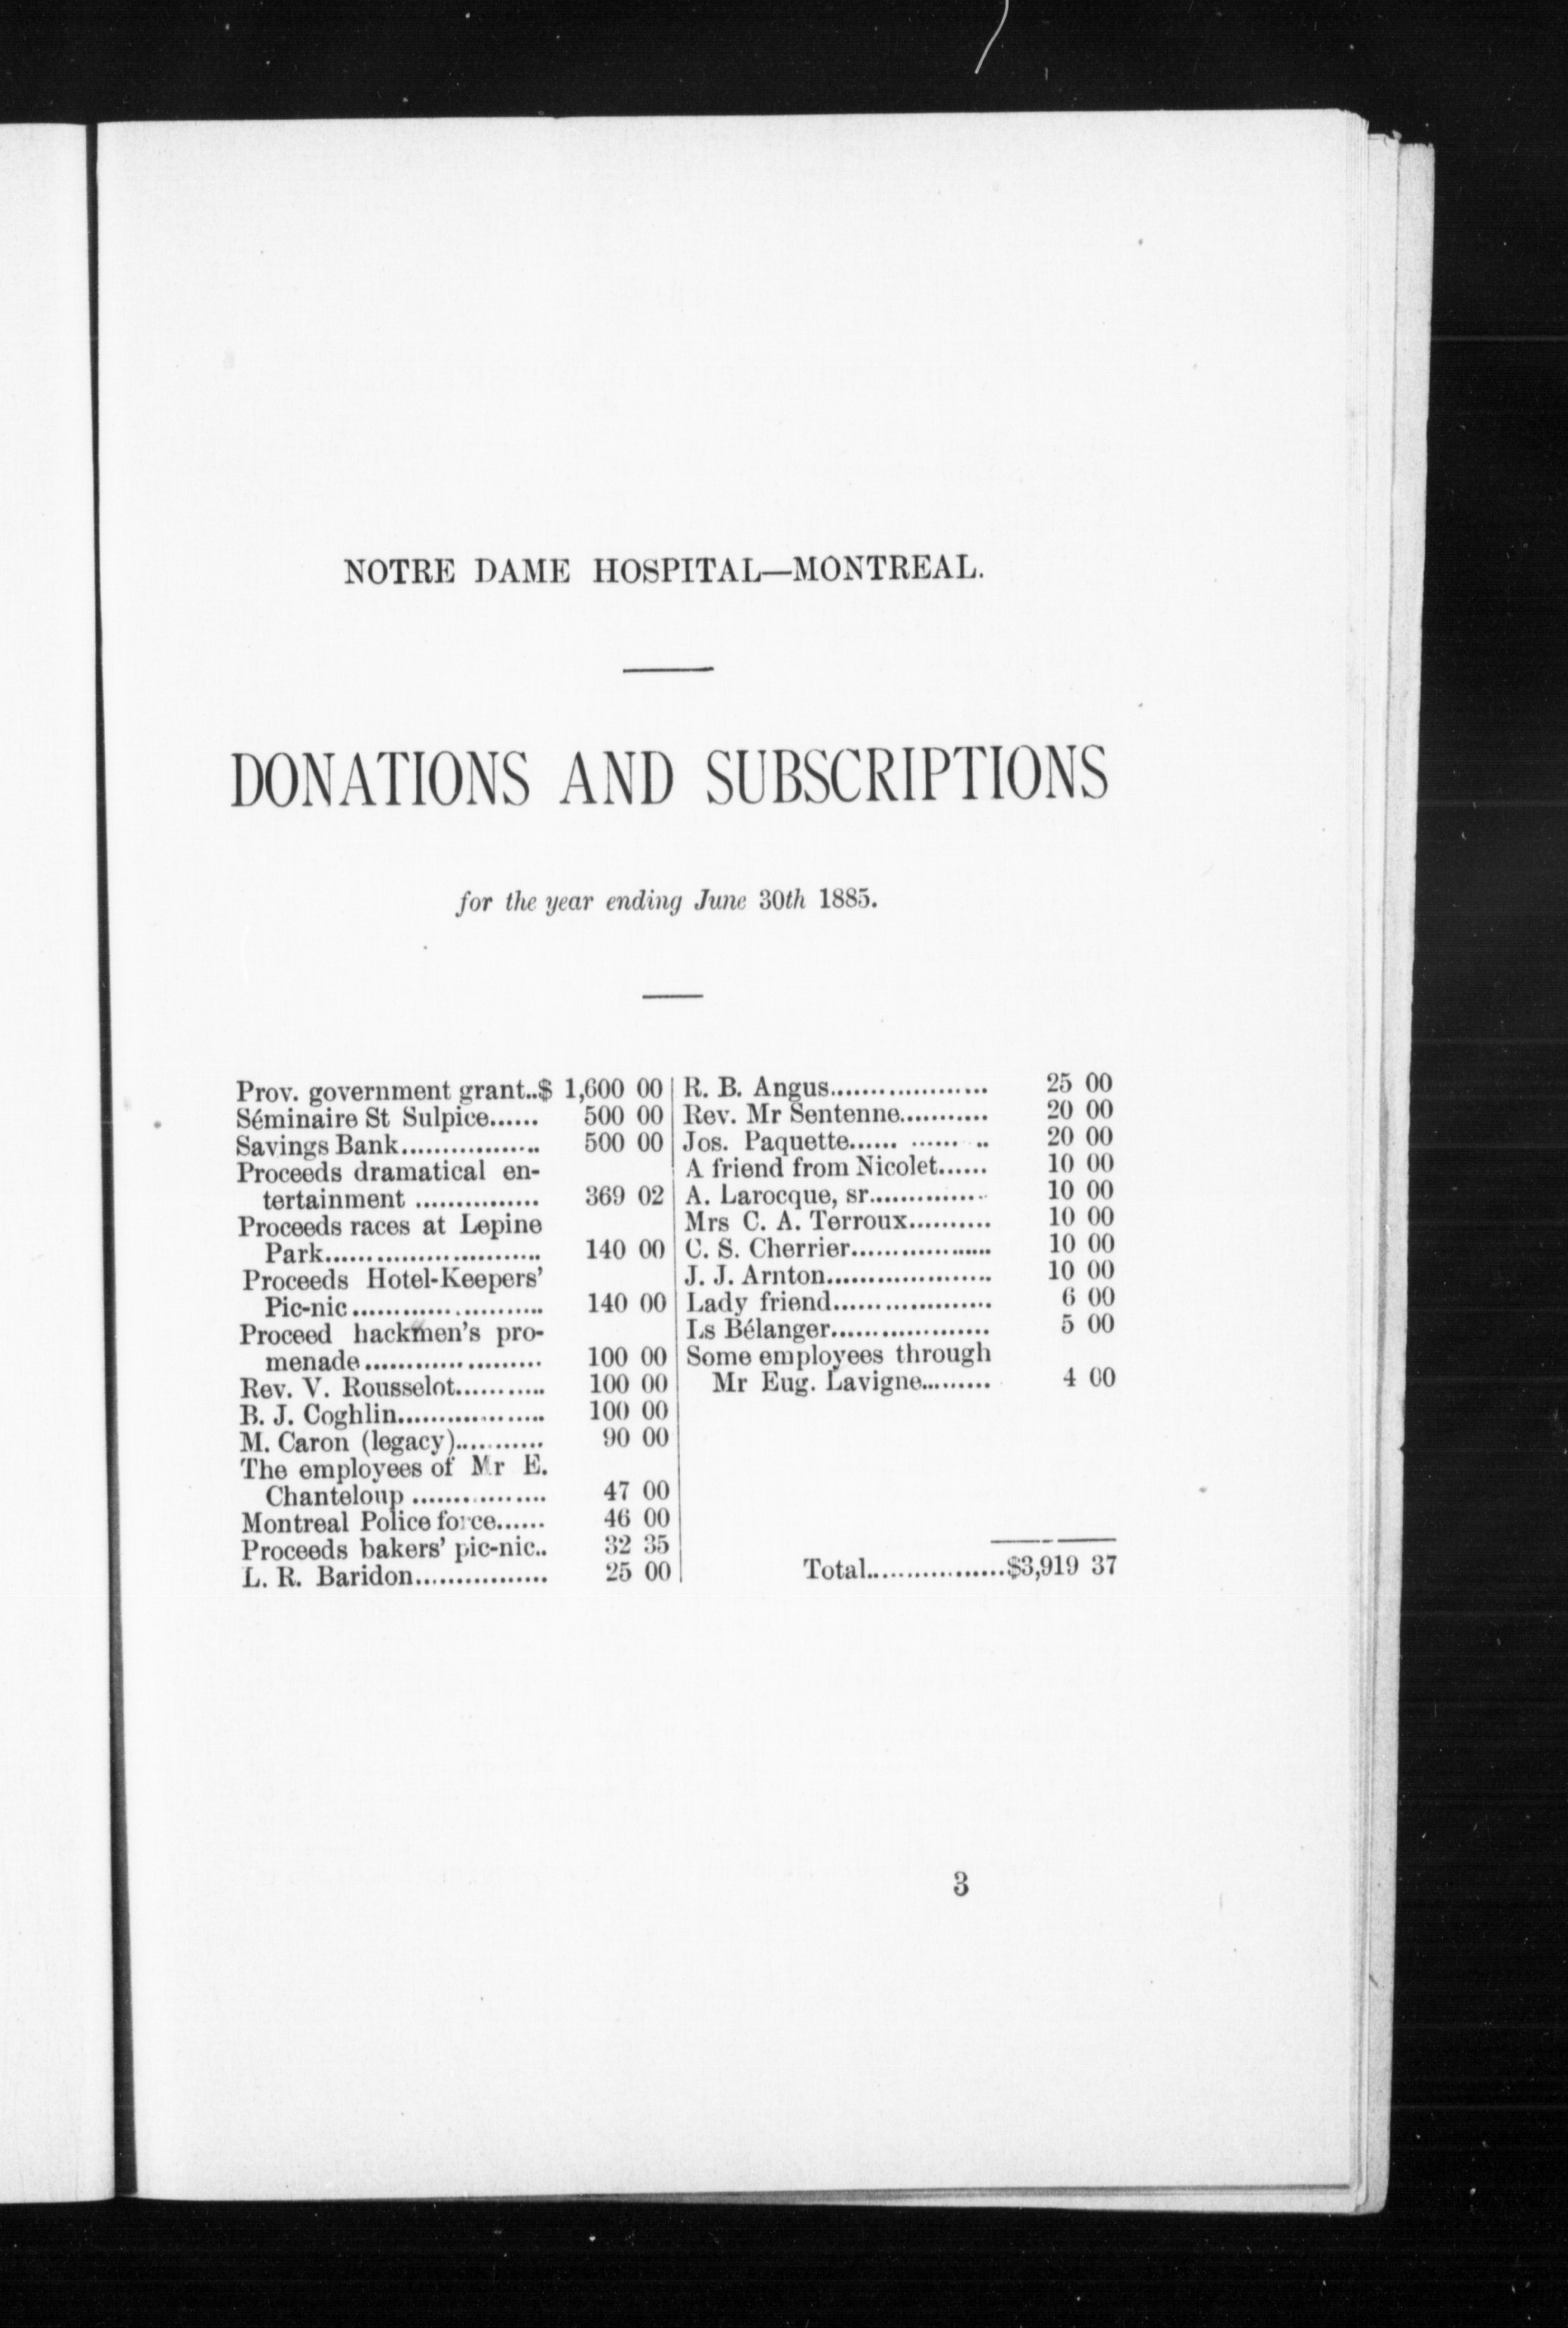 NOTRE DAME HOSPITAL—MONTREAL.
DONATIONS AND SUBSCRIPTIONS
for the year ending June 30th 1885.
Prov. government grant..$ 1,600 00
Séminaire St Sulpice...... 500 00
Savings Bank................. 500 00
Proceeds dramatical en-
tertainment ............... 369 02
Proceeds races at Lepine
Park.......................... 140 00
Proceeds Hotel-Keepers'
Pic-nic....................... 140 00
Proceed hackmen's pro-
menade..................... 100 00
Rev. V. Rousselot........... 100 00
B. J. Coghlin.................. 100 00
M. Caron (legacy)........... 90 00
The employees of Mr E.
Chanteloup ................ 47 00
Montreal Police force...... 46 00
Proceeds bakers' pic-nic.. 32 35
L. R. Baridon................ 25 00
R. B. Angus................... 25 00
Rev. Mr Sentenne........... 20 00
Jos. Paquette...... ...... .. 20 00
A friend from Nicolet...... 10 00
A. Larocque, sr.............. 10 00
Mrs C. A. Terroux.......... 10 00
C. S. Cherrier................. 10 00
J. J. Arnton.................... 10 00
Lady friend................... 6 00
Ls Bélanger................... 5 00
Some employees through
Mr Eug. Lavigne......... 4 00
Total.................$3,919 37
3